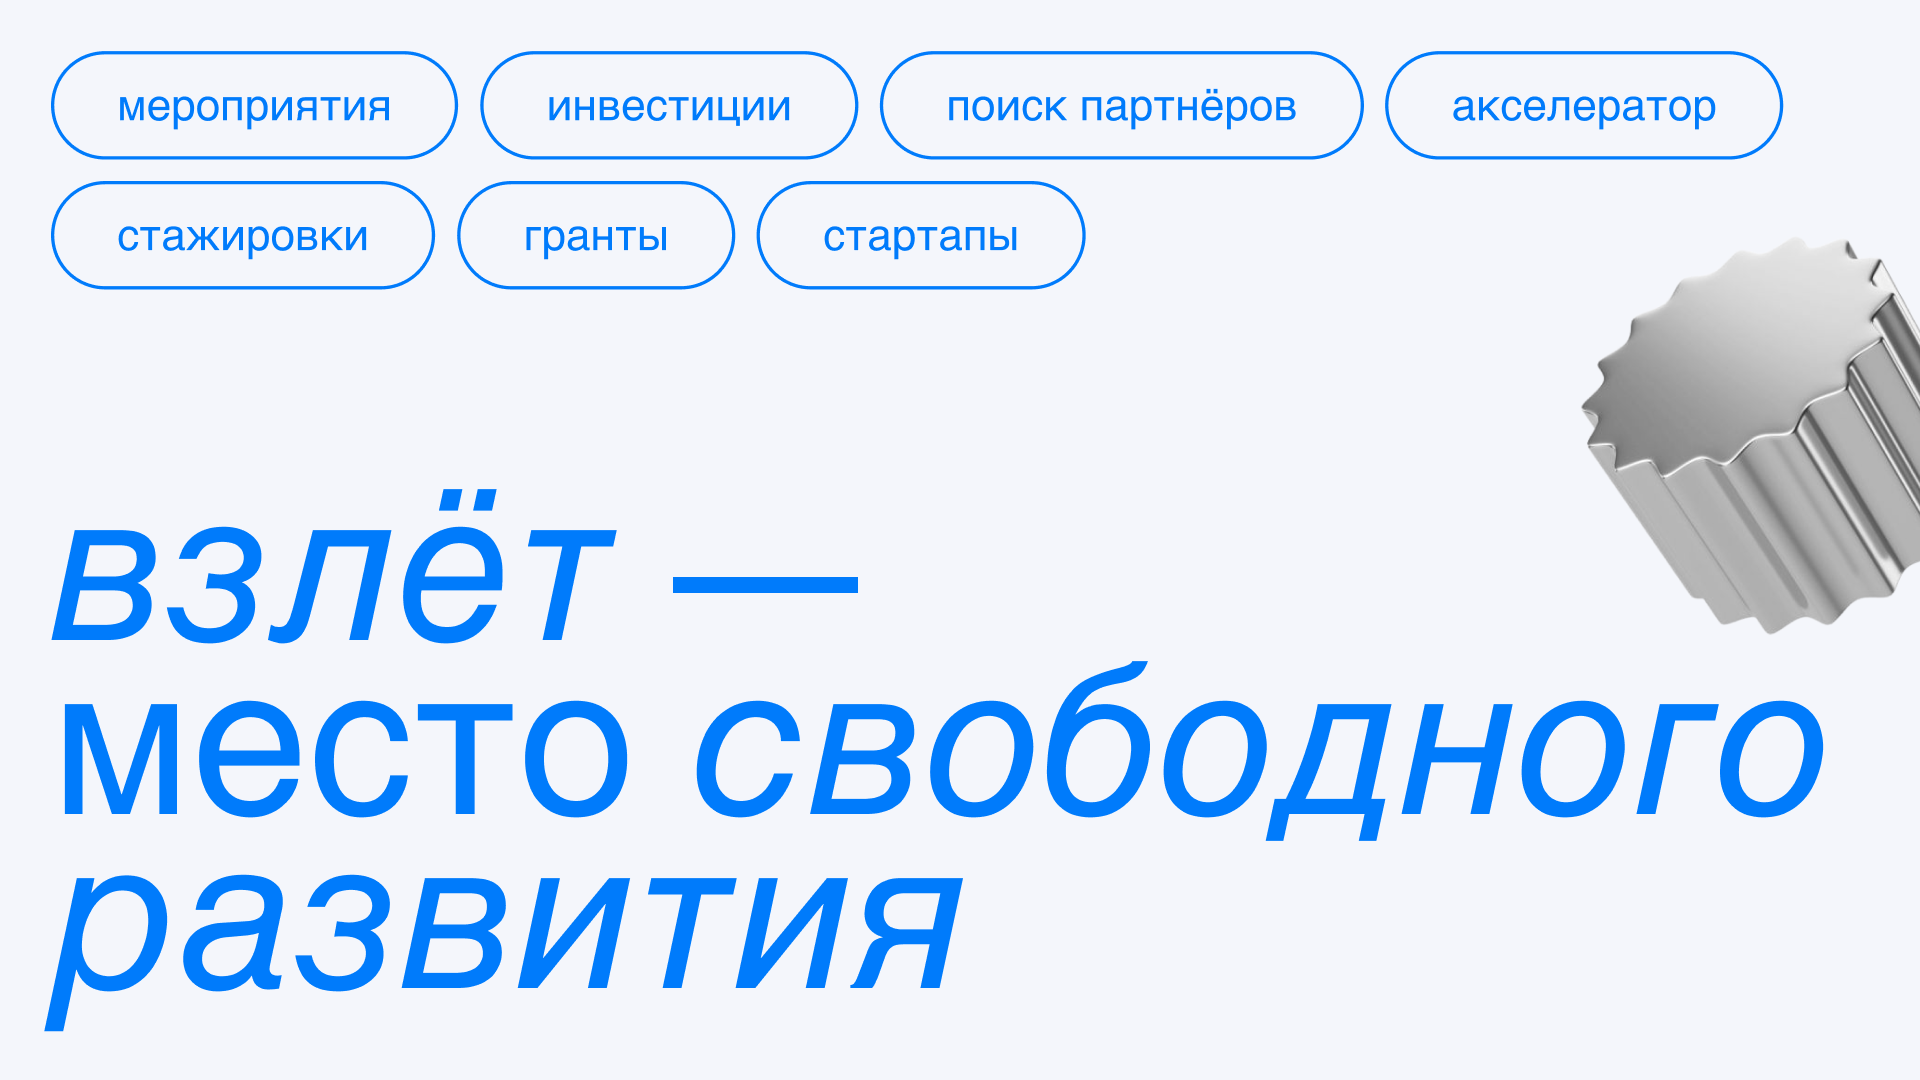 мероприятия
инвестиции
поиск партнёров
акселератор
стажировки
гранты
стартапы
взлёт —
место свободного
развития